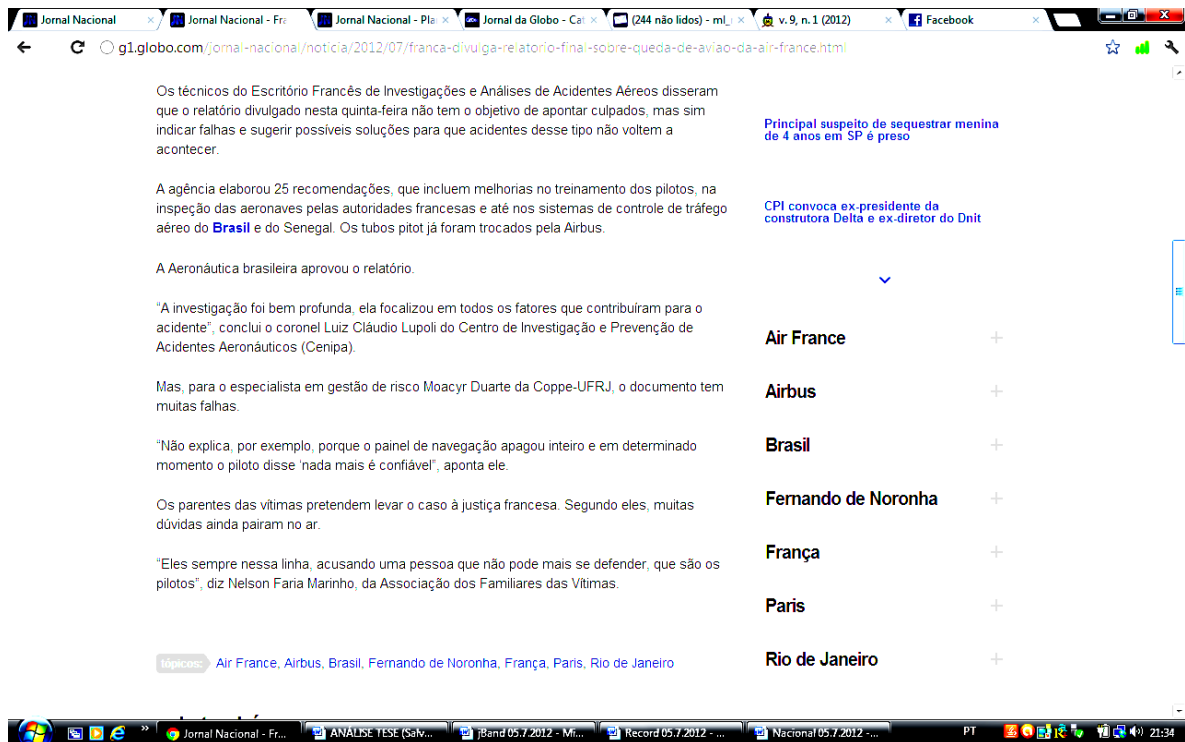 Jornal Nacional
Jornal Nacional - Fra
Jornal Nacional - Pla
Jornal da Globo - Cat
(244 não lidos) - ml_
v. 9, n. 1 (2012)
Facebook
g1.globo.com/jornal-nacional/noticia/2012/07/franca-divulga-relatorio-final-sobre-queda-de-aviao-da-air-france.html
Os técnicos do Escritório Francês de Investigações e Análises de Acidentes Aéreos disseram
que o relatório divulgado nesta quinta-feira não tem o objetivo de apontar culpados, mas sim
indicar falhas e sugerir possíveis soluções para que acidentes desse tipo não voltem a
acontecer.
A agência elaborou 25 recomendações, que incluem melhorias no treinamento dos pilotos, na
inspeção das aeronaves pelas autoridades francesas e até nos sistemas de controle de tráfego
aéreo do Brasil e do Senegal. Os tubos pitot já foram trocados pela Airbus.
A Aeronáutica brasileira aprovou o relatório.
“A investigação foi bem profunda, ela focalizou em todos os fatores que contribuíram para o
acidente”, conclui o coronel Luiz Cláudio Lupoli do Centro de Investigação e Prevenção de
Acidentes Aeronáuticos (Cenipa).
Mas, para o especialista em gestão de risco Moacyr Duarte da Coppe-UFRJ, o documento tem
muitas falhas.
“Não explica, por exemplo, porque o painel de navegação apagou inteiro e em determinado
momento o piloto disse ‘nada mais é confiável”, aponta ele.
Os parentes das vítimas pretendem levar o caso à justiça francesa. Segundo eles, muitas
dúvidas ainda pairam no ar.
“Eles sempre nessa linha, acusando uma pessoa que não pode mais se defender, que são os
pilotos”, diz Nelson Faria Marinho, da Associação dos Familiares das Vítimas.
tópicos: Air France, Airbus, Brasil, Fernando de Noronha, França, Paris, Rio de Janeiro
Principal suspeito de sequestrar menina
de 4 anos em SP é preso
CPI convoca ex-presidente da
construtora Delta e ex-diretor do Dnit
Air France
Airbus
Brasil
Fernando de Noronha
França
Paris
Rio de Janeiro
Jornal Nacional - Fr...
ANÁLISE TESE (Salv...
jBand 05.7.2012 - Mi...
Record 05.7.2012 - ...
Nacional 05.7.2012 -...
PT
21:34